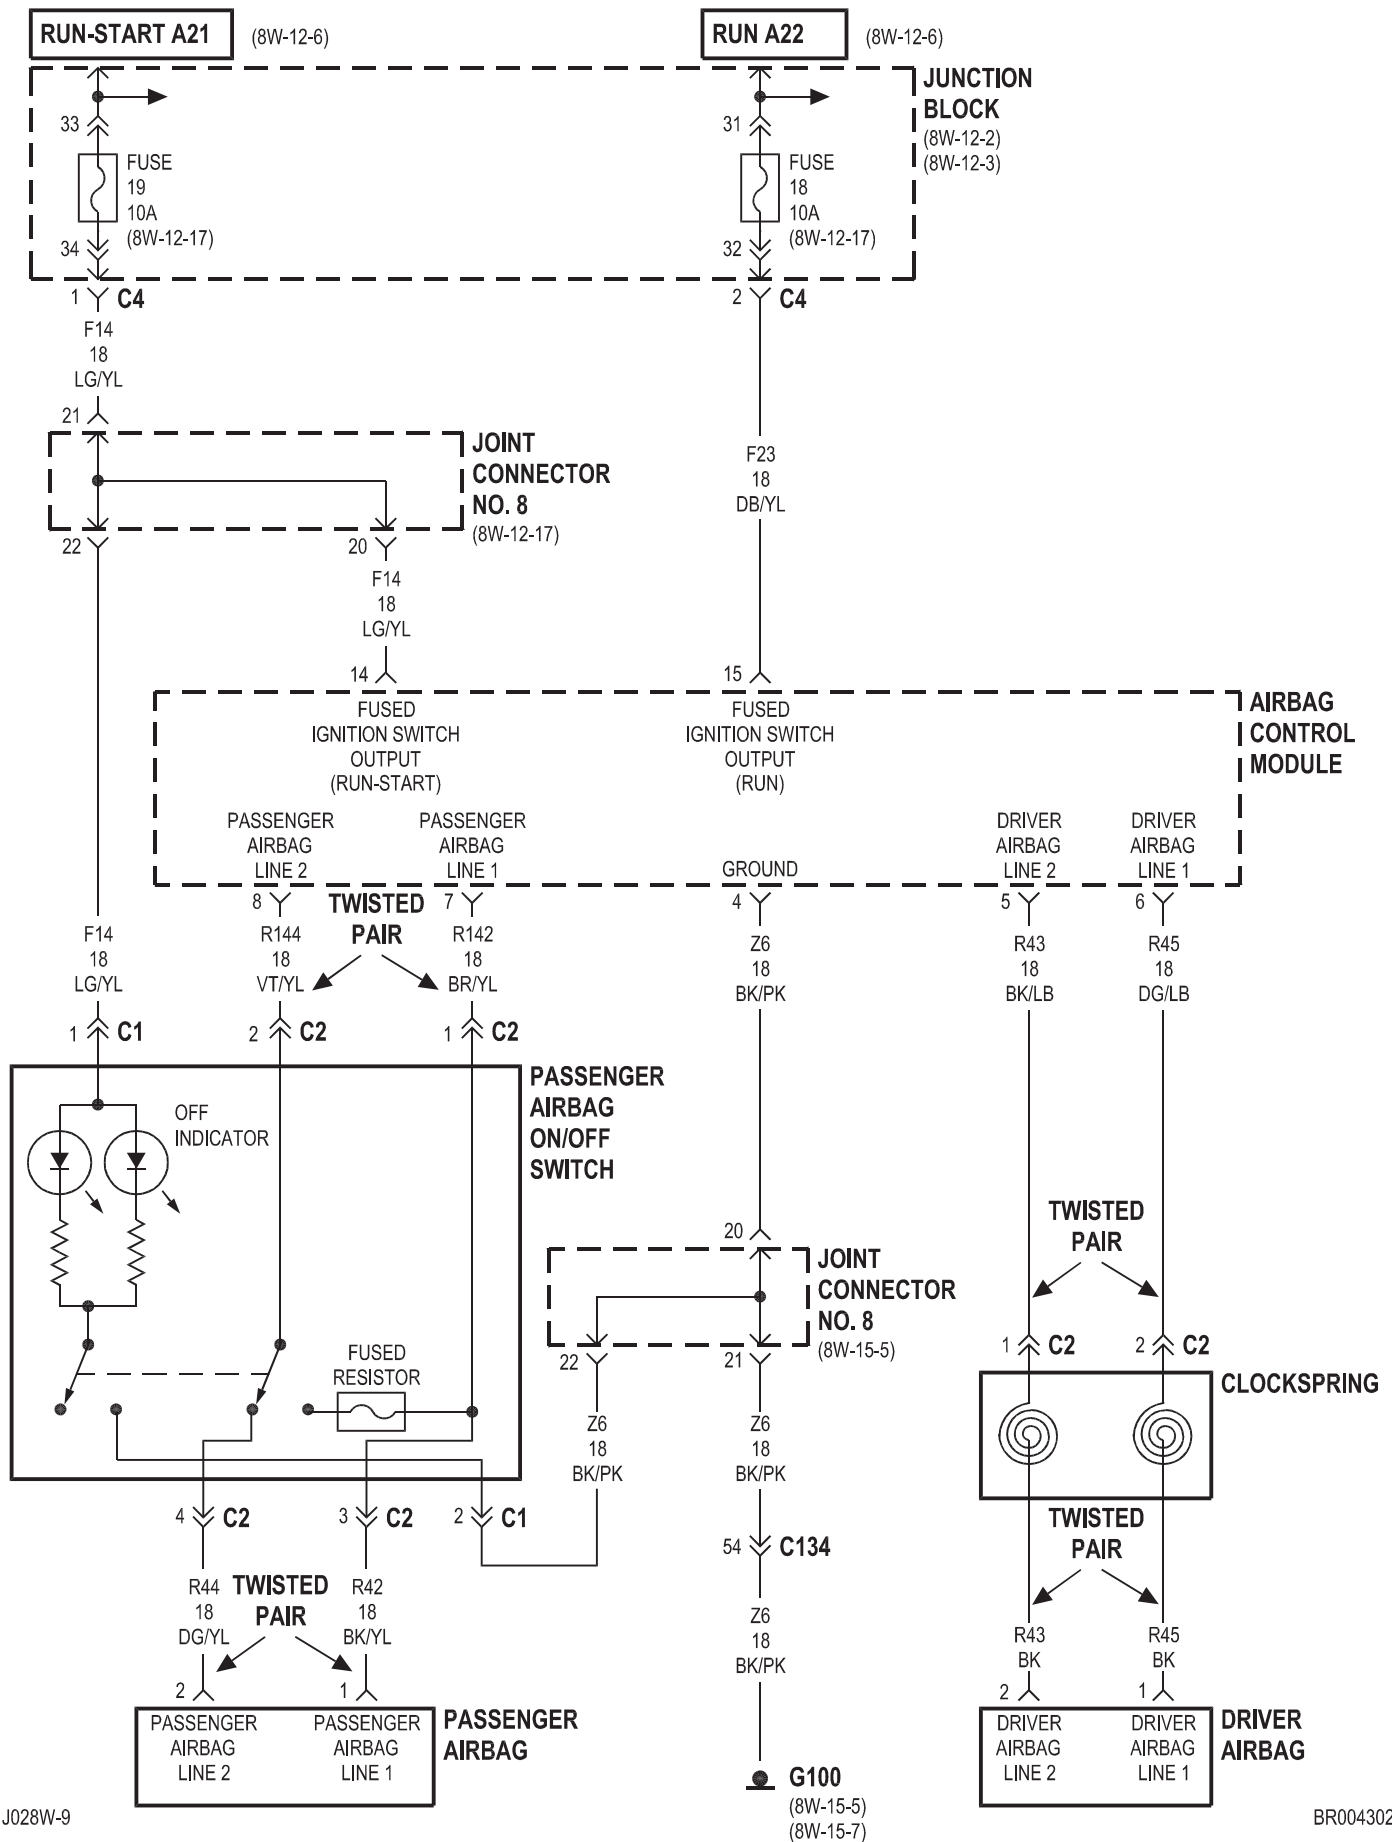 RUN-START A21 (8W-12-6)
RUN A22 (8W-12-6)
JUNCTION
BLOCK
(8W-12-2)
(8W-12-3)
33
FUSE
19
10A
(8W-12-17)
34
31
FUSE
18
10A
(8W-12-17)
32
1 C4
2 C4
F14
18
LG/YL
21
JOINT
CONNECTOR
NO. 8
(8W-12-17)
22
20
F14
18
LG/YL
14
F23
18
DB/YL
15
FUSED
IGNITION SWITCH
OUTPUT
(RUN-START)
FUSED
IGNITION SWITCH
OUTPUT
(RUN)
AIRBAG
CONTROL
MODULE
PASSENGER
AIRBAG
LINE 2
PASSENGER
AIRBAG
LINE 1
GROUND
DRIVER
AIRBAG
LINE 2
DRIVER
AIRBAG
LINE 1
8
TWISTED
PAIR
7
4
5
6
F14
18
LG/YL
R144
18
VT/YL
R142
18
BR/YL
Z6
18
BK/PK
R43
18
BK/LB
R45
18
DG/LB
1 C1
2 C2
1 C2
PASSENGER
AIRBAG
ON/OFF
SWITCH
OFF
INDICATOR
FUSED
RESISTOR
20
JOINT
CONNECTOR
NO. 8
(8W-15-5)
22
21
TWISTED
PAIR
1 C2
2 C2
CLOCKSPRING
Z6
18
BK/PK
Z6
18
BK/PK
4 C2
3 C2
2 C1
54 C134
TWISTED
PAIR
R44
18
DG/YL
TWISTED
PAIR
R42
18
BK/YL
Z6
18
BK/PK
R43
BK
R45
BK
2
1
2
1
PASSENGER
AIRBAG
LINE 2
PASSENGER
AIRBAG
LINE 1
PASSENGER
AIRBAG
DRIVER
AIRBAG
LINE 2
DRIVER
AIRBAG
LINE 1
DRIVER
AIRBAG
G100
(8W-15-5)
(8W-15-7)
J028W-9
BR004302